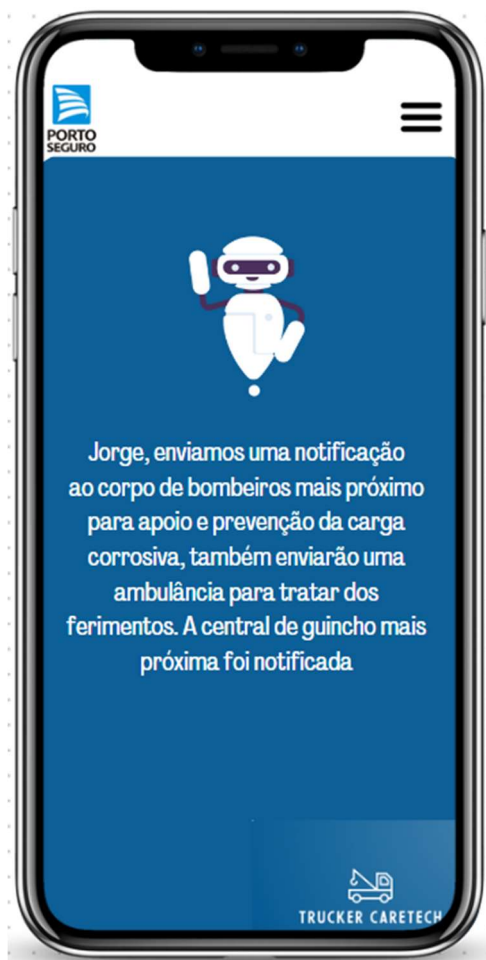 PORTO
SEGURO
Jorge, enviamos uma notificação
ao corpo de bombeiros mais próximo
para apoio e prevenção da carga
corrosiva, também enviarão uma
ambulância para tratar dos
ferimentos. A central de guincho mais
próxima foi notificada
TRUCKER CARETECH